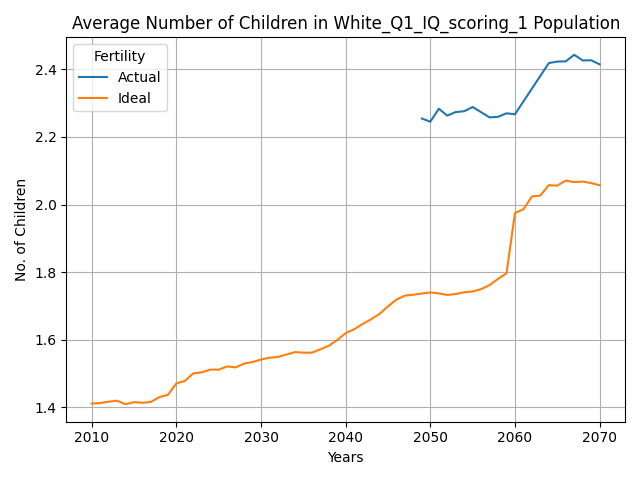 Average Number of Children in White_Q1_IQ_scoring_1 Population
Fertility
Actual
Ideal
No. of Children
2.4
2.2
2.0
1.8
1.6
1.4
2010 2020 2030 2040 2050 2060 2070
Years